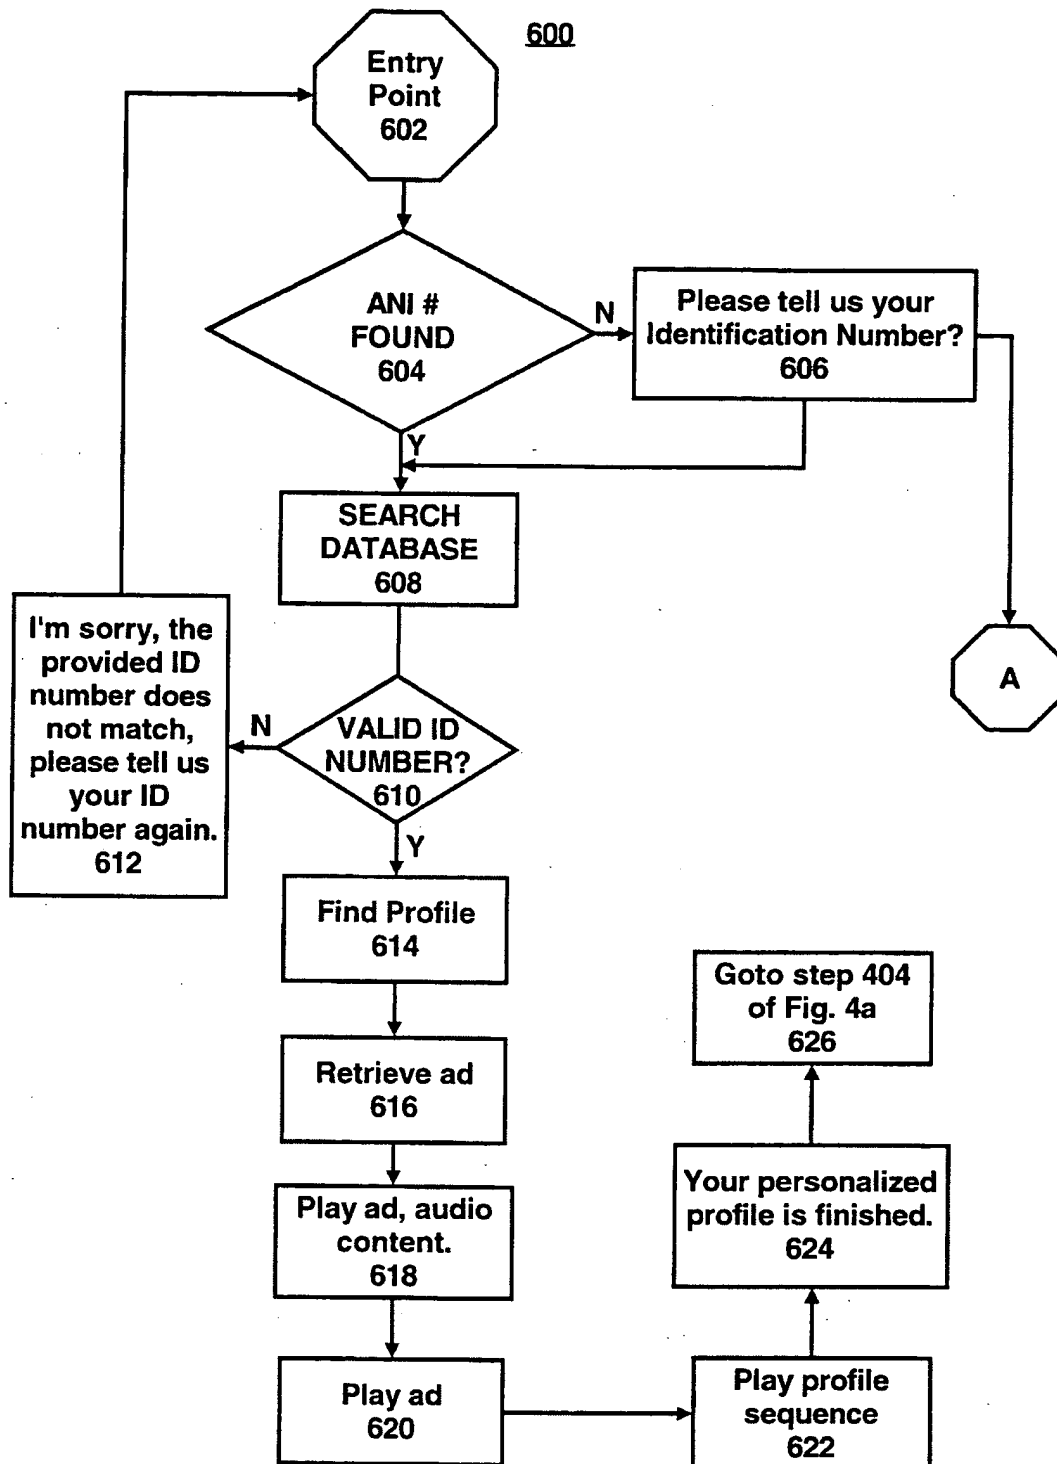 600
Entry
Point
602
ANI #
FOUND
604
N
Please tell us your
Identification Number?
606
Y
SEARCH
DATABASE
608
A
I'm sorry, the
provided ID
number does
not match,
please tell us
your ID
number again.
612
N
VALID ID
NUMBER?
610
Y
Find Profile
614
Retrieve ad
616
Play ad, audio
content.
618
Play ad
620
Play profile
sequence
622
Your personalized
profile is finished.
624
Goto step 404
of Fig. 4a
626